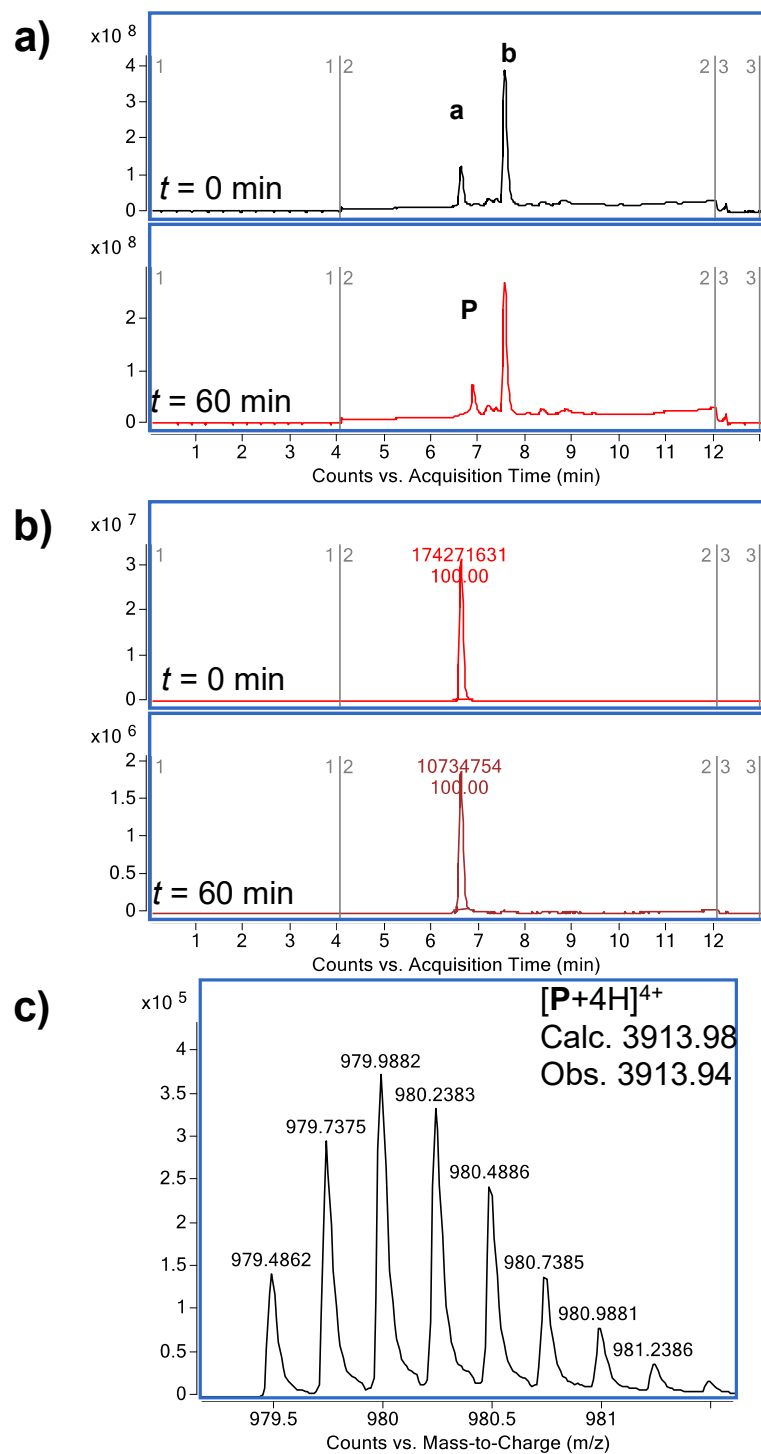 a)
x10 8
4
3
2
1
0
1
1 2
2 3
3
a
b
t = 0 min
x10 8
2
1
0
1
1 2
2 3
3
P
t = 60 min
1 2 3 4 5 6 7 8 9 10 11 12
Counts vs. Acquisition Time (min)
b)
x10 7
3
2
1
0
1
1 2
2 3
3
174271631
100.00
t = 0 min
x10 6
2
1.5
1
0.5
0
1
1 2
2 3
3
10734754
100.00
t = 60 min
1 2 3 4 5 6 7 8 9 10 11 12
Counts vs. Acquisition Time (min)
c)
x10 5
4
3.5
3
2.5
2
1.5
1
0.5
0
[P+4H]4+
Calc. 3913.98
Obs. 3913.94
979.4862
979.7375
979.9882
980.2383
980.4886
980.7385
980.9881
981.2386
979.5 980 980.5 981
Counts vs. Mass-to-Charge (m/z)